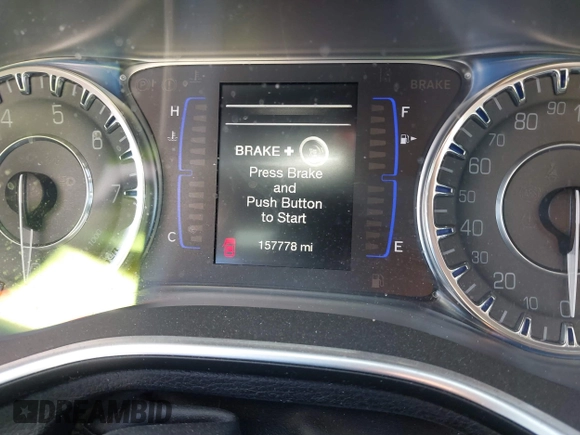 BRAKE
H
F
BRAKE +
Press Brake
and
Push Button
to Start
C
E
157778 mi
4
5
6
7
90
80
70
60
50
40
30
20
10
0
DREAMBID